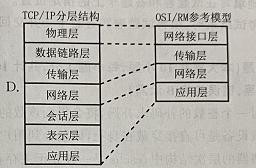 TCP/IP分层结构 OSI/RM参考模型
D.
物理层
数据链路层
传输层
网络层
会话层
表示层
应用层
网络接口层
传输层
网络层
应用层